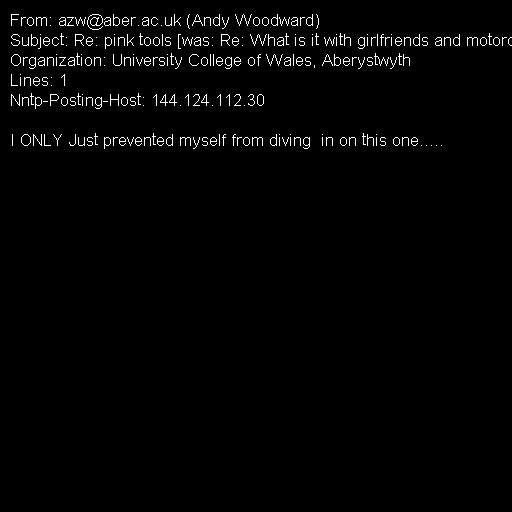 From: azw@aber.ac.uk (Andy Woodward)
Subject: Re: pink tools [was: Re: What is it with girlfriends and
Organization: University College of Wales, Aberystwyth
Lines: 1
Nntp-Posting-Host: 144.124.112.30

I ONLY Just prevented myself from diving  in on this one.....